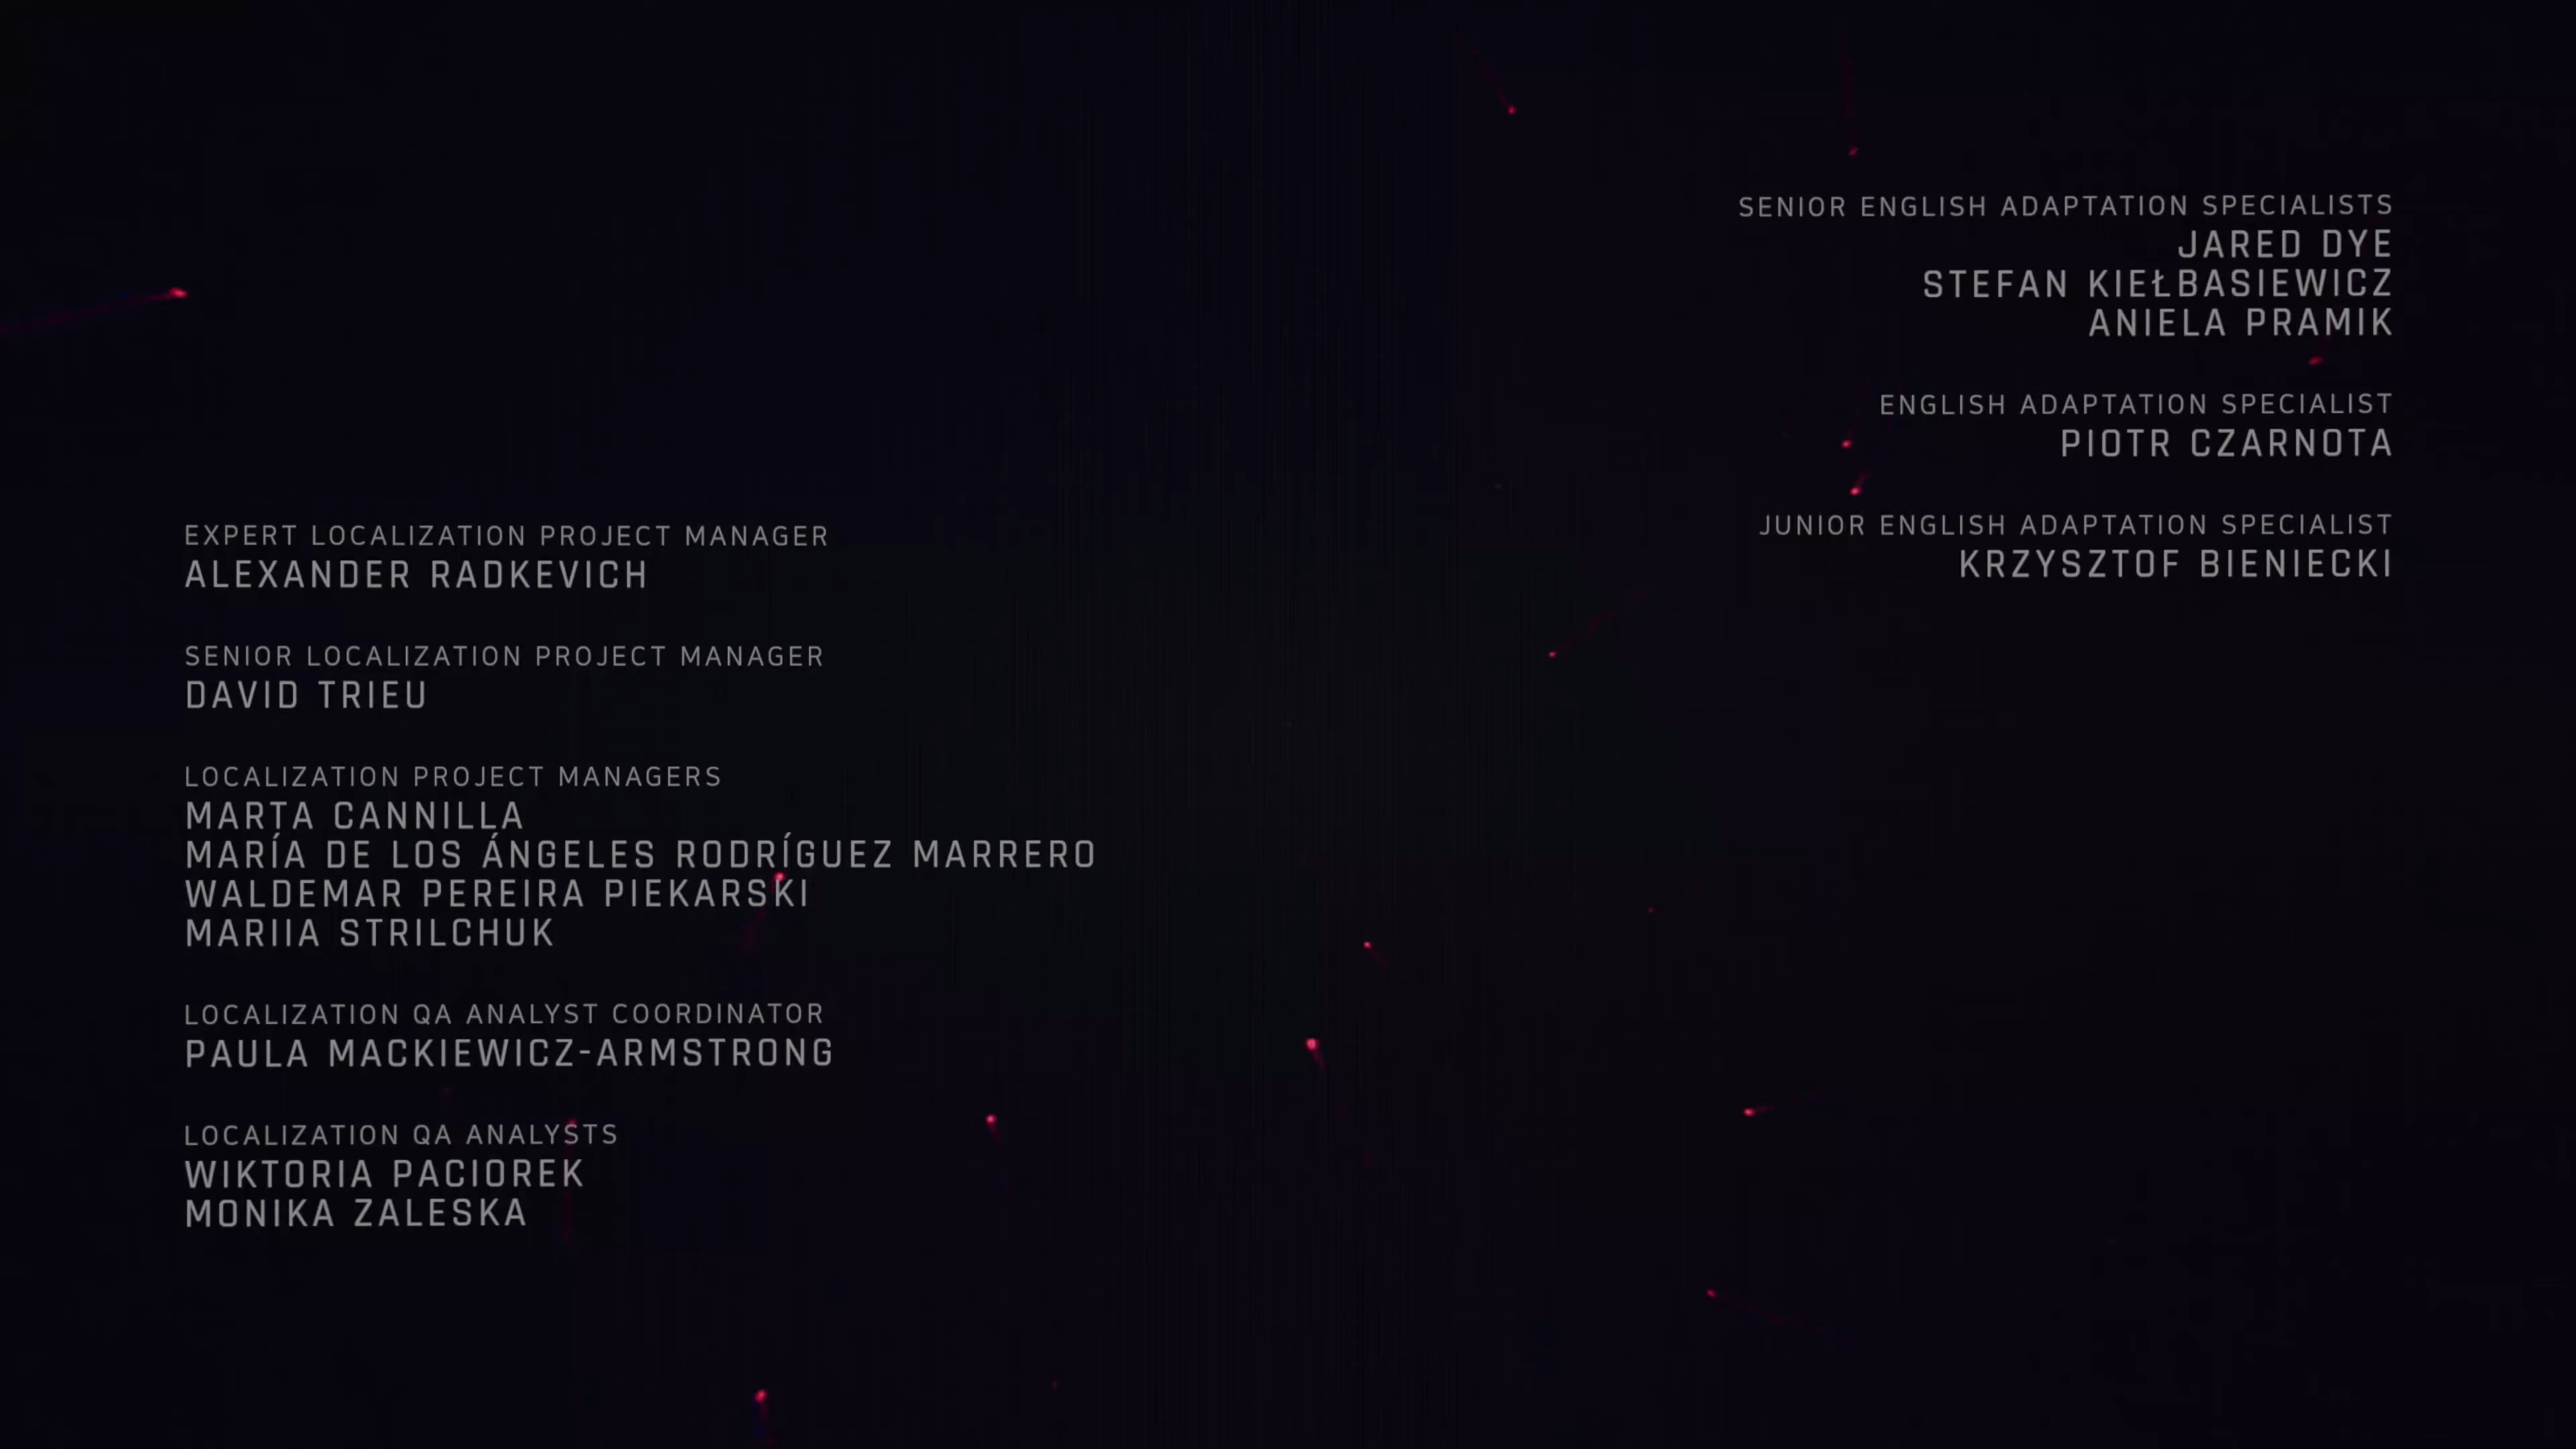 EXPERT LOCALIZATION PROJECT MANAGER
ALEXANDER RADKEVICH
SENIOR LOCALIZATION PROJECT MANAGER
DAVID TRIEU
LOCALIZATION PROJECT MANAGERS
MARTA CANNILLA
MARÍA DE LOS ÁNGELES RODRÍGUEZ MARRERO
WALDEMAR PEREIRA PIEKARSKI
MARIIA STRILCHUK
LOCALIZATION QA ANALYST COORDINATOR
PAULA MACKIEWICZ-ARMSTRONG
LOCALIZATION QA ANALYSTS
WIKTORIA PACIOREK
MONIKA ZALESKA
SENIOR ENGLISH ADAPTATION SPECIALISTS
JARED DYE
STEFAN KIEŁBASIEWICZ
ANIELA PRAMIK
ENGLISH ADAPTATION SPECIALIST
PIOTR CZARNOTA
JUNIOR ENGLISH ADAPTATION SPECIALIST
KRZYSZTOF BIENIECKI